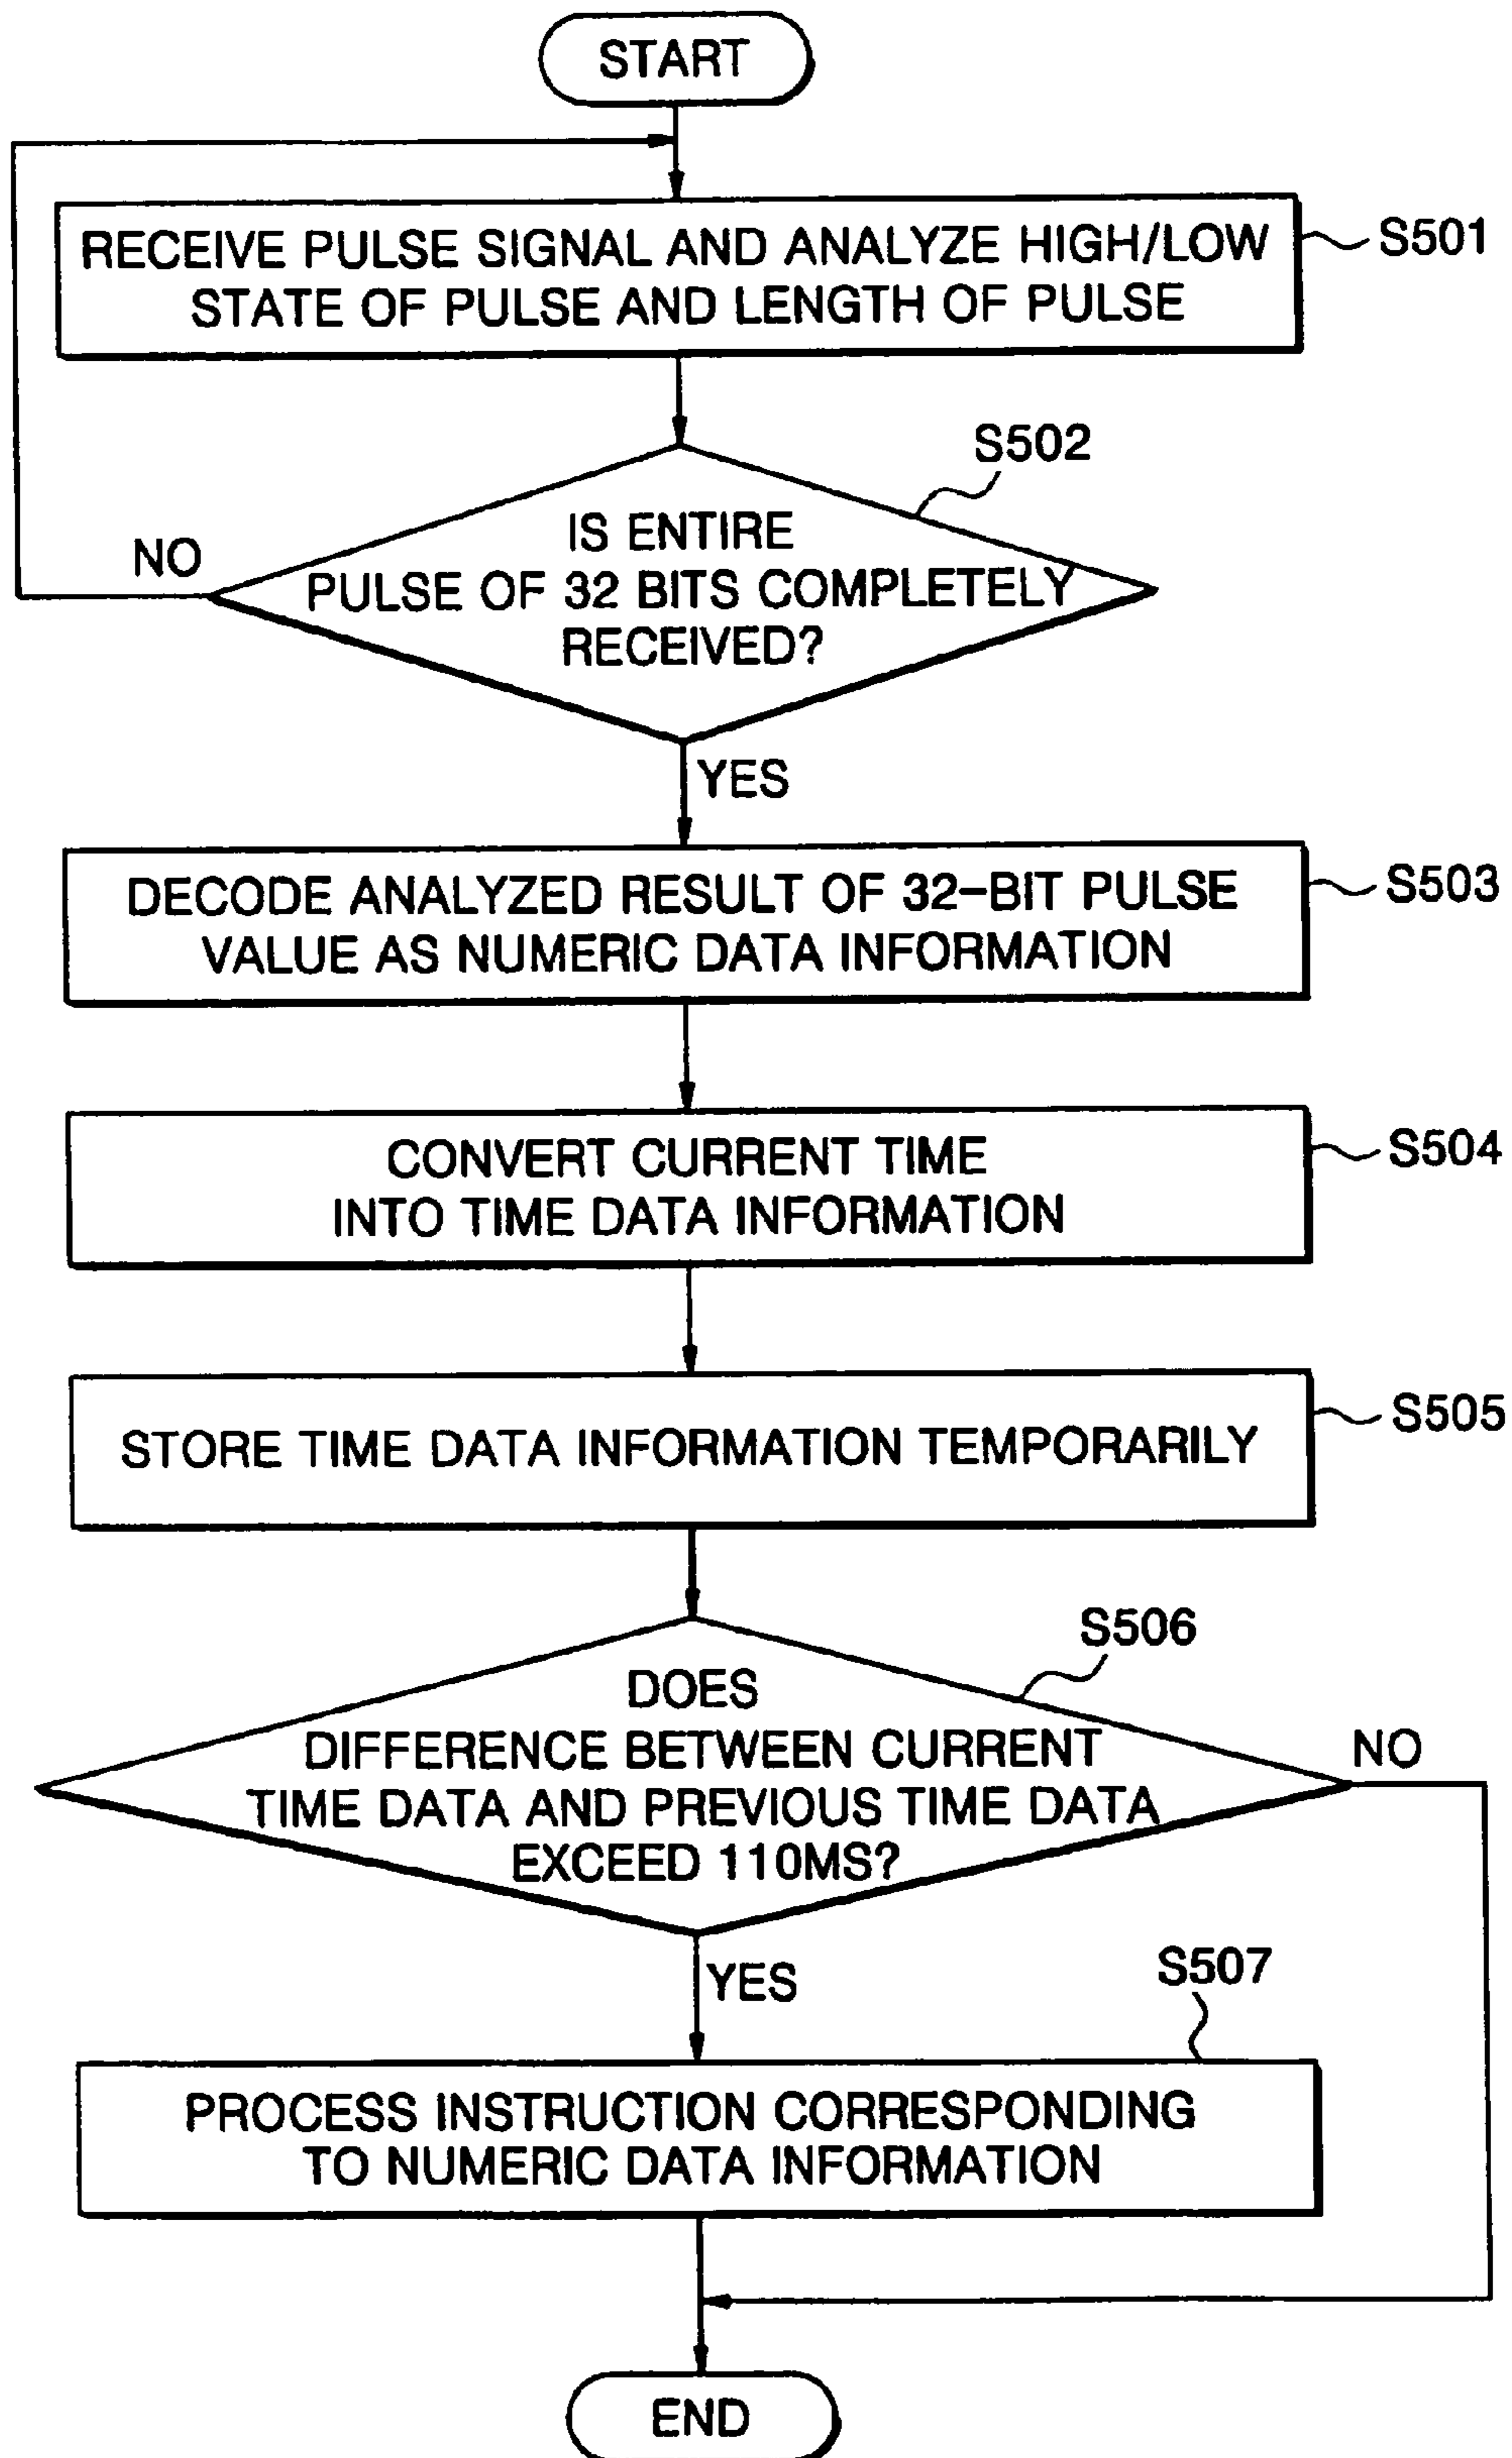 START
RECEIVE PULSE SIGNAL AND ANALYZE HIGH/LOW
STATE OF PULSE AND LENGTH OF PULSE
S501
S502
IS ENTIRE
PULSE OF 32 BITS COMPLETELY
RECEIVED?
NO
YES
DECODE ANALYZED RESULT OF 32-BIT PULSE
VALUE AS NUMERIC DATA INFORMATION
S503
CONVERT CURRENT TIME
INTO TIME DATA INFORMATION
S504
STORE TIME DATA INFORMATION TEMPORARILY
S505
S506
DOES
DIFFERENCE BETWEEN CURRENT
TIME DATA AND PREVIOUS TIME DATA
EXCEED 110MS?
NO
YES
S507
PROCESS INSTRUCTION CORRESPONDING
TO NUMERIC DATA INFORMATION
END